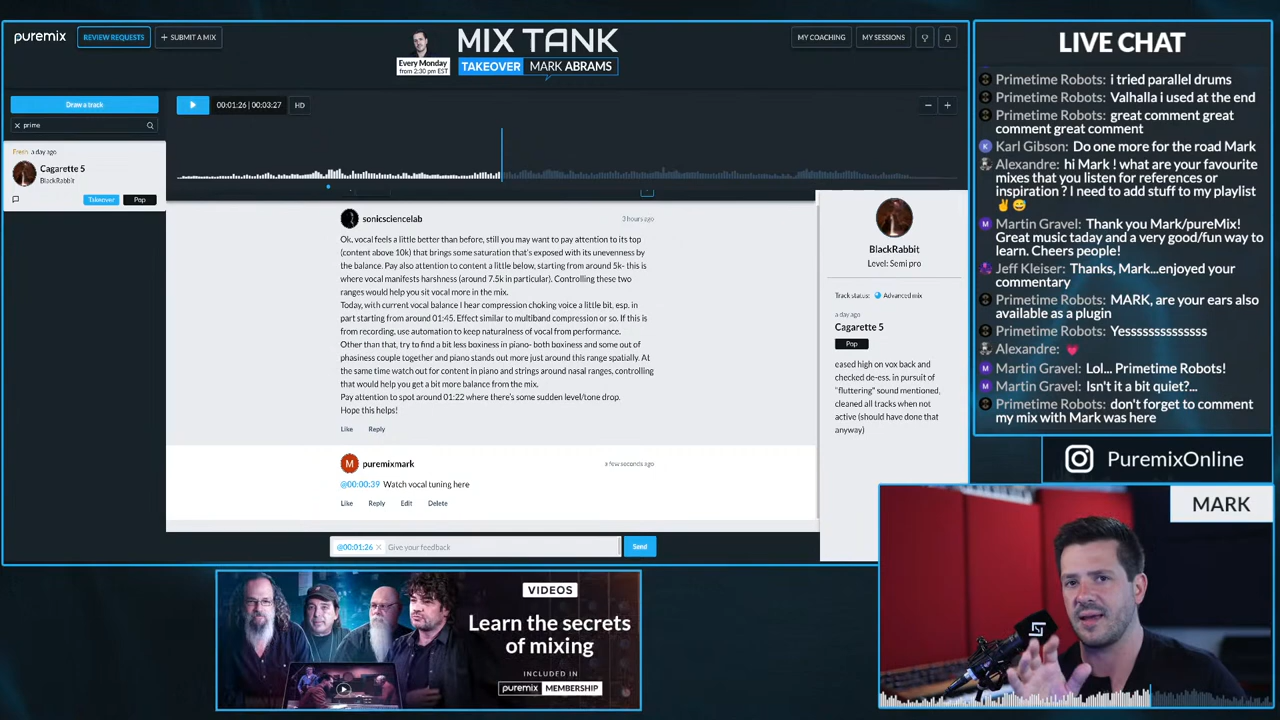 puremix
REVIEW REQUESTS
+ SUBMIT A MIX
Every Monday
from 2:30 pm EST
MIX TANK
TAKEOVER MARK ABRAMS
MY COACHING
MY SESSIONS
Draw a track
prime
Fresh a day ago
Cagarette 5
BlackRabbit
Takeover
Pop
00:01:26 | 00:03:27
HD
sonicsciencelab
3 hours ago
Ok, vocal feels a little better than before, still you may want to pay attention to its top
(content above 10k) that brings some saturation that's exposed with its unevenness by
the balance. Pay also attention to content a little below, starting from around 5k- this is
where vocal manifests harshness (around 7.5k in particular). Controlling these two
ranges would help you sit vocal more in the mix.
Today, with current vocal balance I hear compression choking voice a little bit, esp. in
part starting from around 01:45. Effect similar to multiband compression or so. If this is
from recording, use automation to keep naturalness of vocal from performance.
Other than that, try to find a bit less boxiness in piano- both boxiness and some out of
phasiness couple together and piano stands out more just around this range spatially. At
the same time watch out for content in piano and strings around nasal ranges, controlling
that would help you get a bit more balance from the mix.
Pay attention to spot around 01:22 where there's some sudden level/tone drop.
Hope this helps!
Like Reply
M puremixmark
a few seconds ago
@00:00:39 Watch vocal tuning here
Like Reply Edit Delete
@00:01:26 × Give your feedback
Send
BlackRabbit
Level: Semi pro
Track status: Advanced mix
a day ago
Cagarette 5
Pop
eased high on vox back and
checked de-ess. in pursuit of
"fluttering" sound mentioned,
cleaned all tracks when not
active (should have done that
anyway)
LIVE CHAT
Primetime Robots: i tried parallel drums
Primetime Robots: Valhalla i used at the end
Primetime Robots: great comment great
comment great comment
K Karl Gibson: Do one more for the road Mark
Alexandre: hi Mark ! what are your favourite
mixes that you listen for references or
inspiration ? I need to add stuff to my playlist
✌️😅
M Martin Gravel: Thank you Mark/pureMix!
Great music taday and a very good/fun way to
learn. Cheers people!
Jeff Kleiser: Thanks, Mark...enjoyed your
commentary
Primetime Robots: MARK, are your ears also
available as a plugin
Primetime Robots: Yesssssssssssss
Alexandre: 💗
M Martin Gravel: Lol... Primetime Robots!
M Martin Gravel: Isn't it a bit quiet?...
Primetime Robots: don't forget to comment
my mix with Mark was here
PuremixOnline
MARK
VIDEOS
Learn the secrets
of mixing
INCLUDED IN
puremix MEMBERSHIP